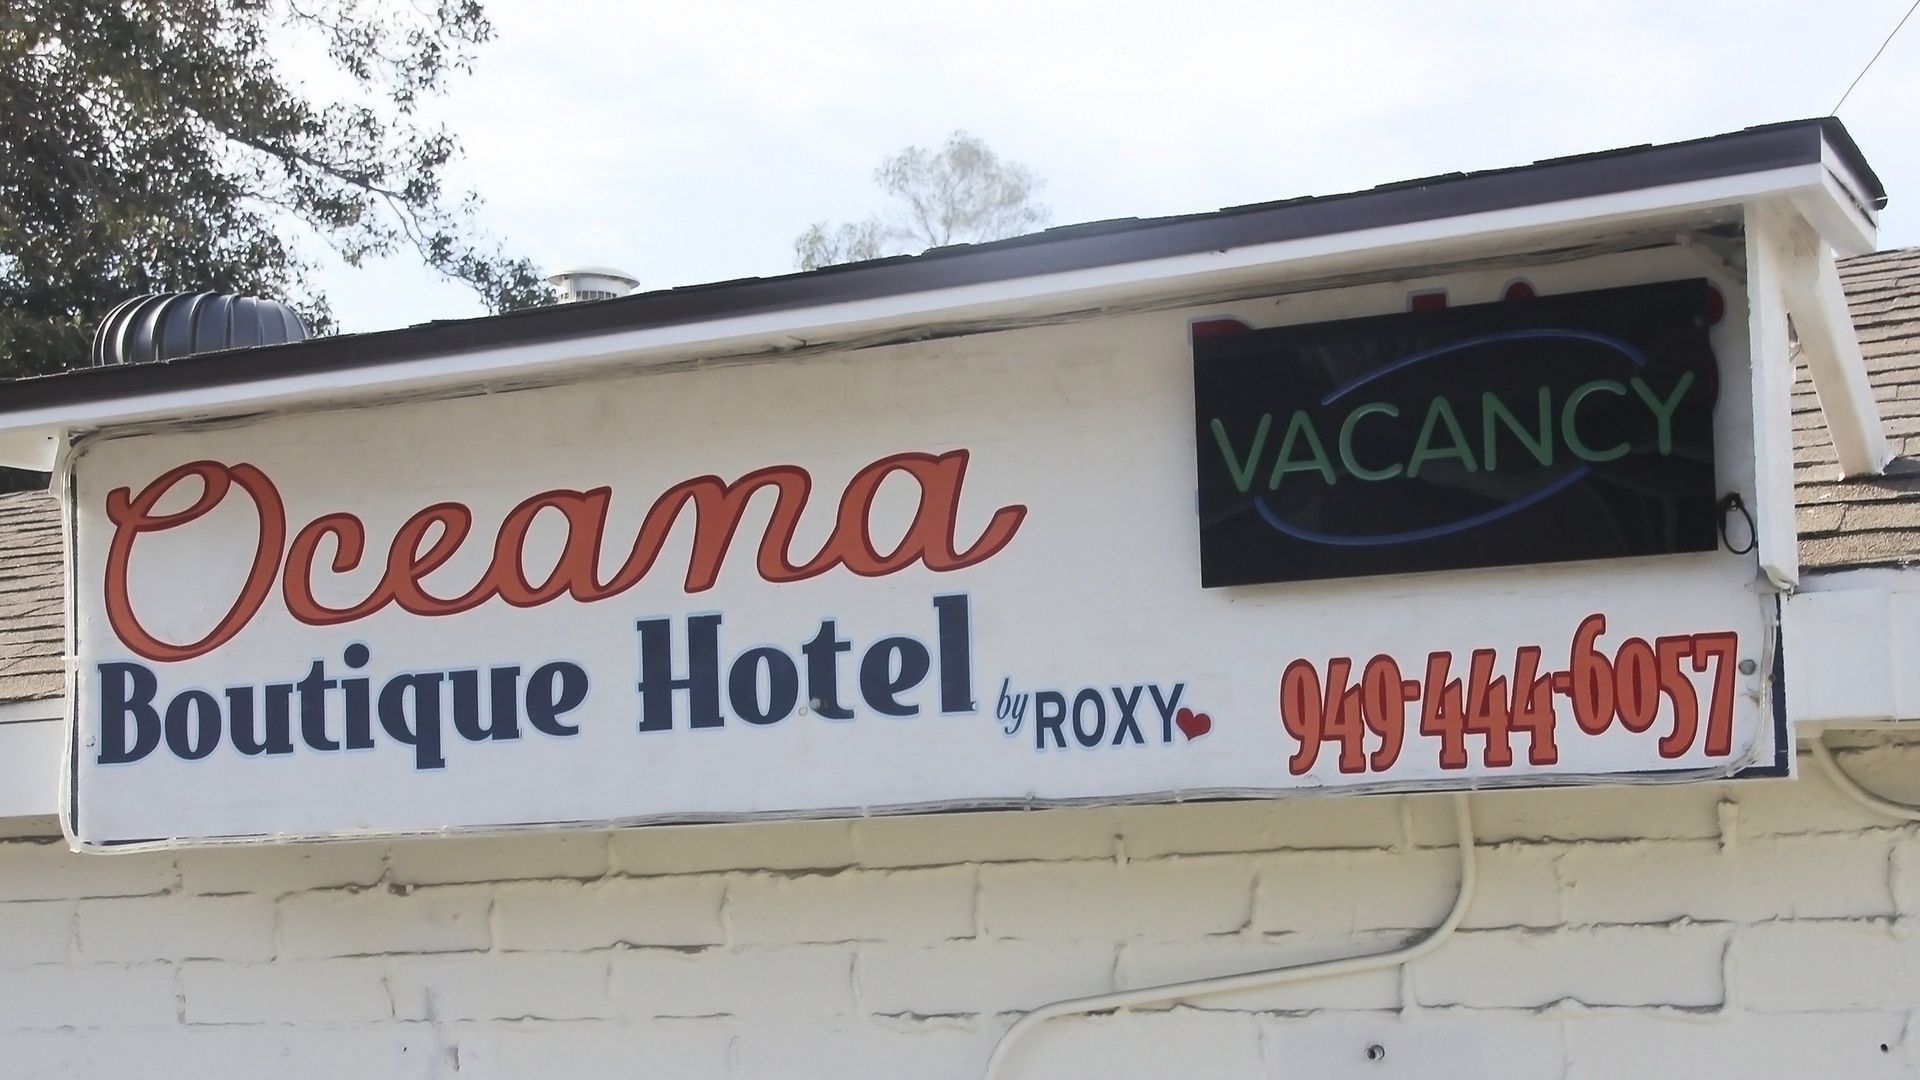 Oceana
Boutique Hotel
by ROXY
VACANCY
949-444-6057